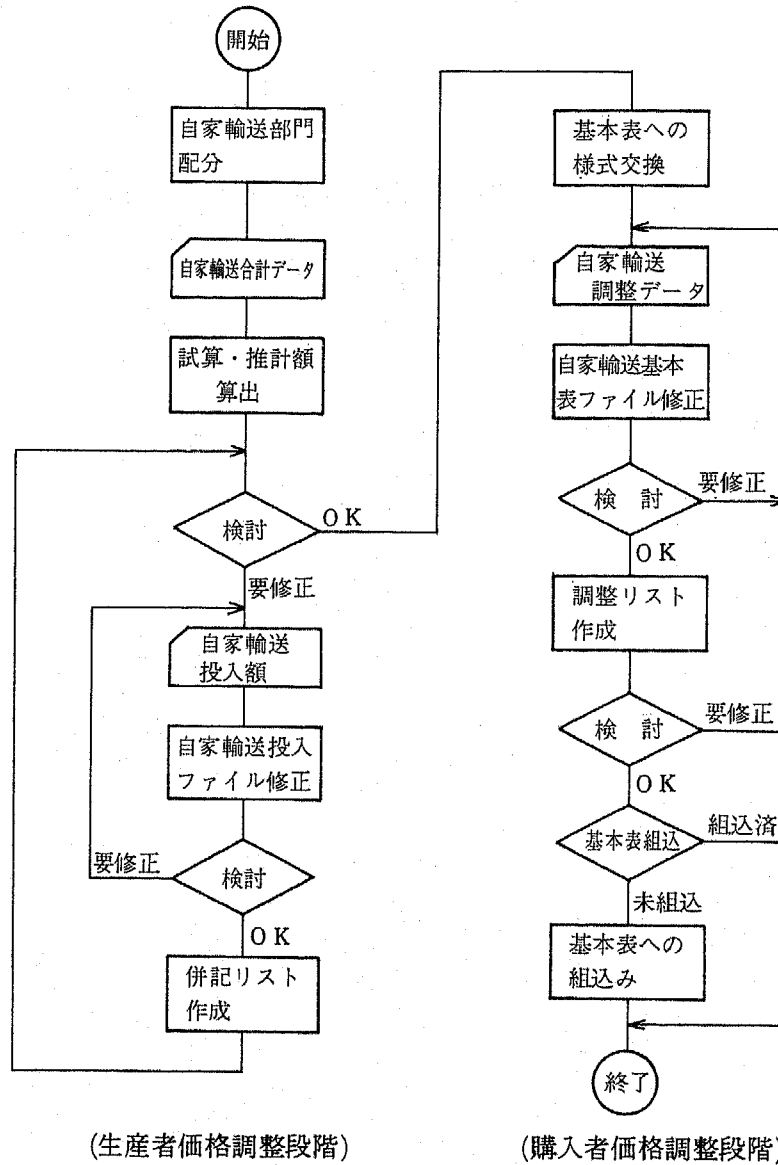 開始
自家輸送部門
配分
自家輸送合計データ
試算・推計額
算出
検討
OK
要修正
自家輸送
投入額
自家輸送投入
ファイル修正
検討
要修正
OK
併記リスト
作成
(生産者価格調整段階)
基本表への
様式交換
自家輸送
調整データ
自家輸送基本
表ファイル修正
検討
要修正
OK
調整リスト
作成
検討
要修正
OK
基本表組込
組込済
未組込
基本表への
組込み
終了
(購入者価格調整段階)